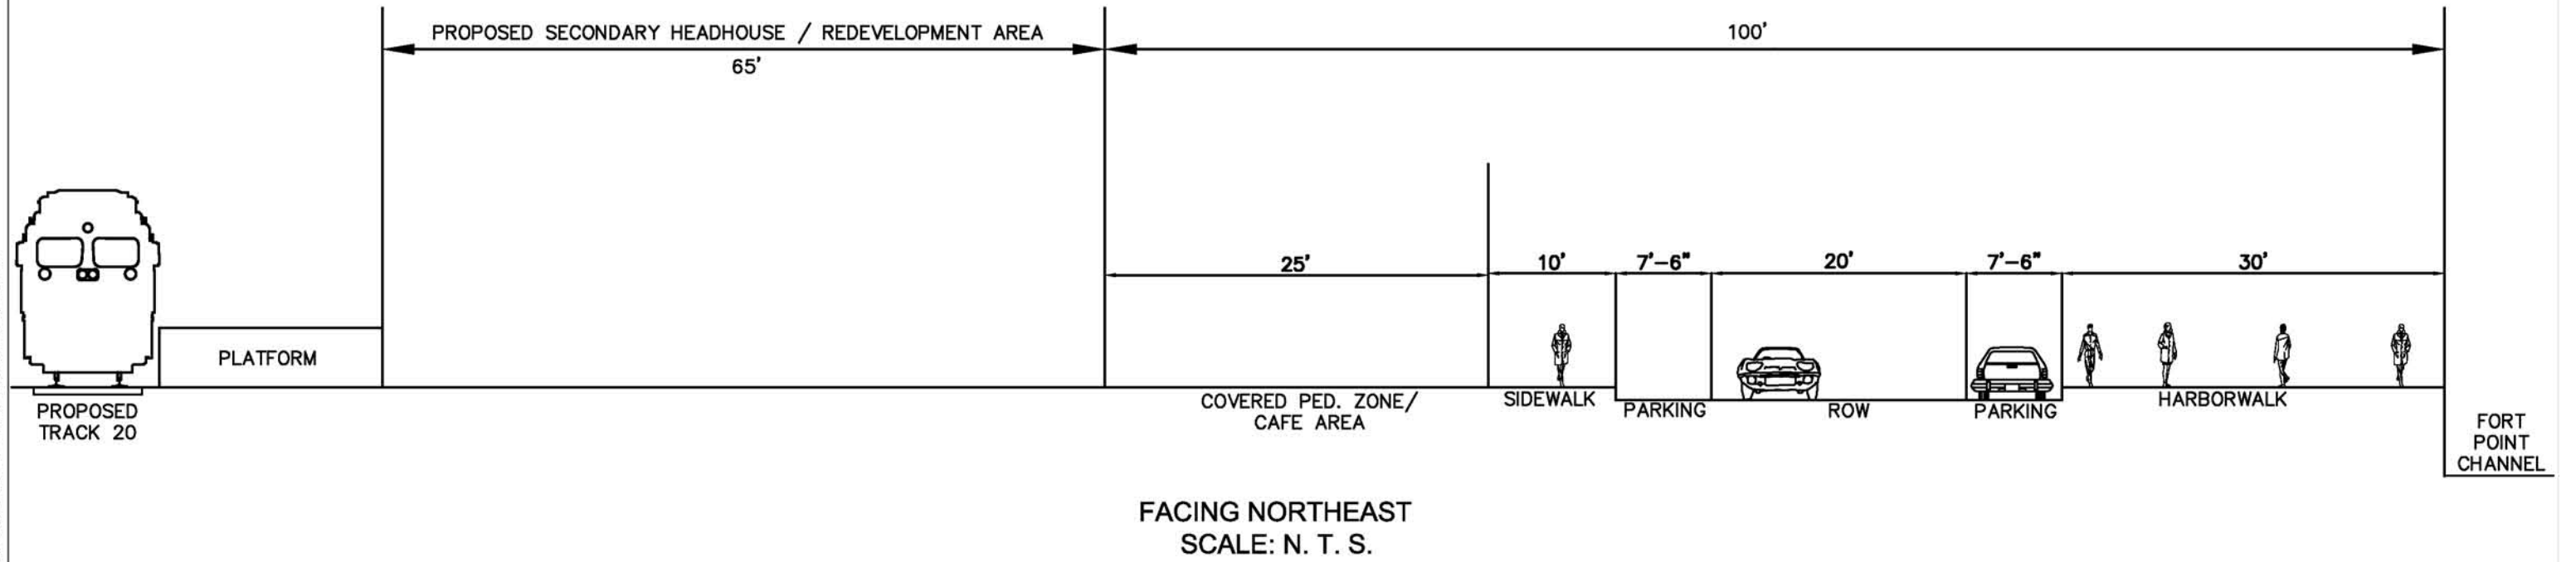 PROPOSED SECONDARY HEADHOUSE / REDEVELOPMENT AREA
65'
100'
25'
10'
7'-6"
20'
7'-6"
30'
PLATFORM
PROPOSED
TRACK 20
COVERED PED. ZONE/
CAFE AREA
SIDEWALK
PARKING
ROW
PARKING
HARBORWALK
FORT
POINT
CHANNEL
FACING NORTHEAST
SCALE: N. T. S.